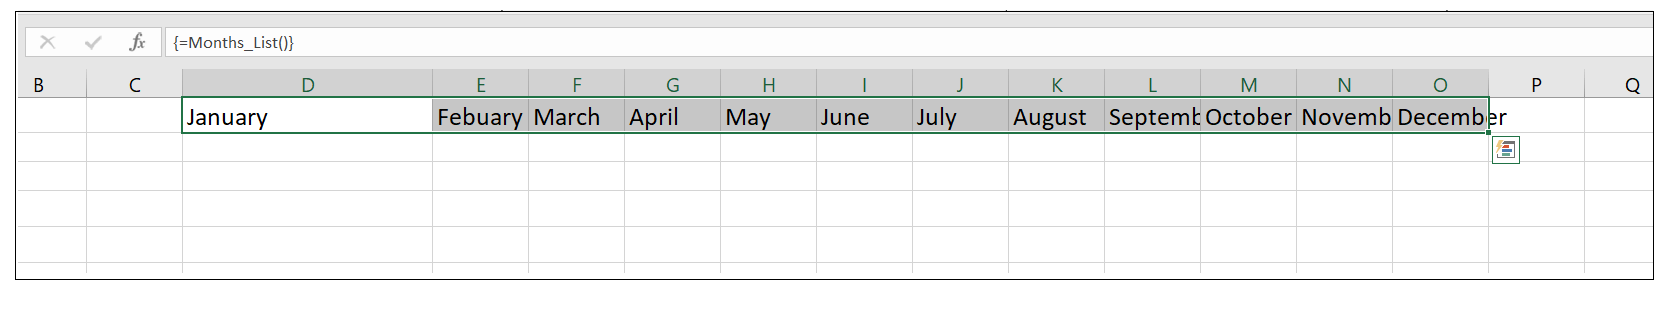 fx {=Months_List()}
B C D E F G H I J K L M N O P Q
January Febuary March April May June July August Septemb October Novemb December